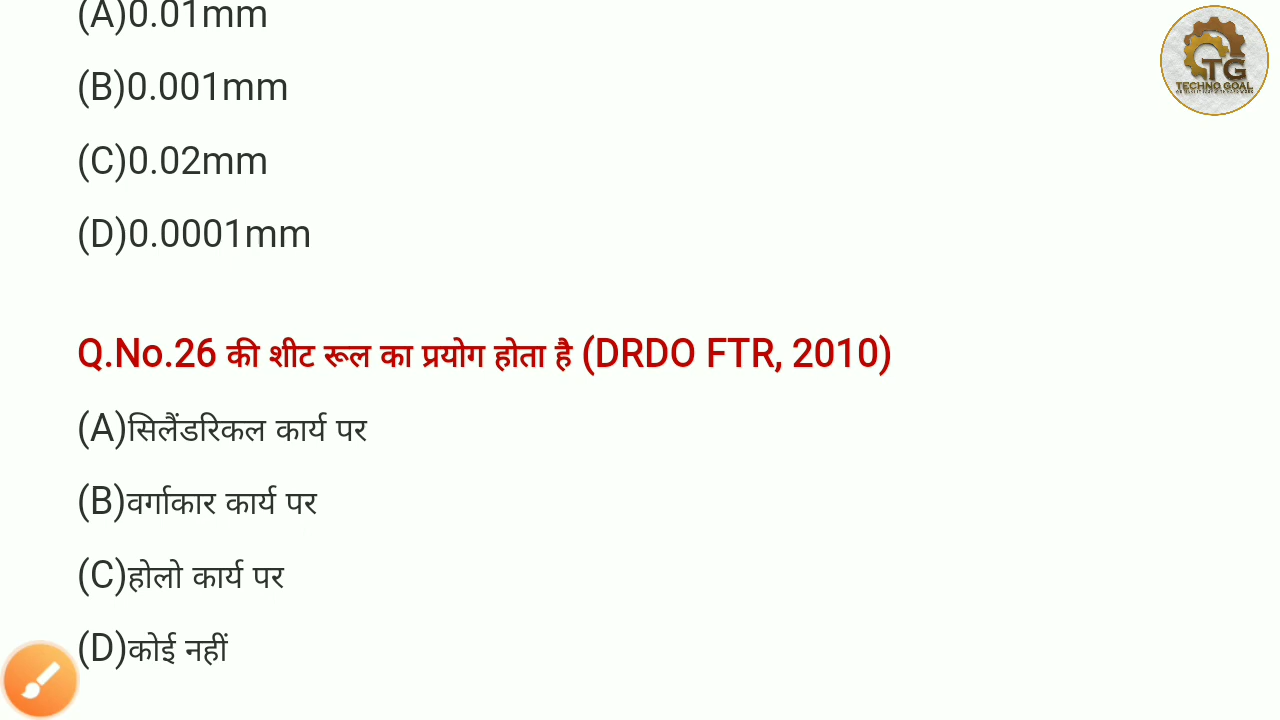 (A)0.01mm
(B)0.001mm
(C)0.02mm
(D)0.0001mm
Q.No.26 की शीट रूल का प्रयोग होता है (DRDO FTR, 2010)
(A)सिलैंडरिकल कार्य पर
(B)वर्गाकार कार्य पर
(C)होलो कार्य पर
(D)कोई नहीं
TG
TECHNO GOAL